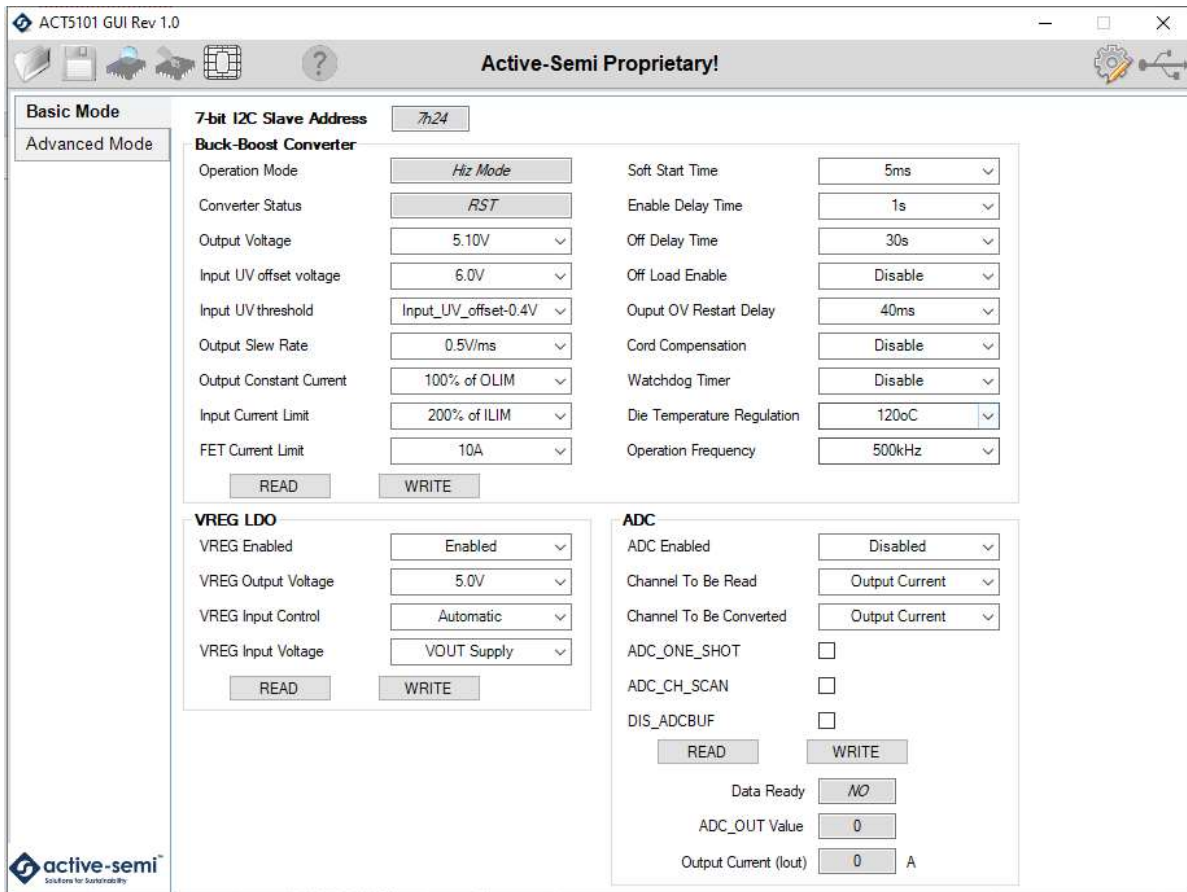 ACT5101 GUI Rev 1.0
Active-Semi Proprietary!
Basic Mode
Advanced Mode
7-bit I2C Slave Address 7h24
Buck-Boost Converter
Operation Mode Hiz Mode
Converter Status RST
Output Voltage 5.10V
Input UV offset voltage 6.0V
Input UV threshold Input_UV_offset-0.4V
Output Slew Rate 0.5V/ms
Output Constant Current 100% of OLIM
Input Current Limit 200% of ILIM
FET Current Limit 10A
READ WRITE
Soft Start Time 5ms
Enable Delay Time 1s
Off Delay Time 30s
Off Load Enable Disable
Ouput OV Restart Delay 40ms
Cord Compensation Disable
Watchdog Timer Disable
Die Temperature Regulation 120oC
Operation Frequency 500kHz
VREG LDO
VREG Enabled Enabled
VREG Output Voltage 5.0V
VREG Input Control Automatic
VREG Input Voltage VOUT Supply
READ WRITE
ADC
ADC Enabled Disabled
Channel To Be Read Output Current
Channel To Be Converted Output Current
ADC_ONE_SHOT
ADC_CH_SCAN
DIS_ADCBUF
READ WRITE
Data Ready NO
ADC_OUT Value 0
Output Current (Iout) 0 A
active-semi
Solutions for Sustainability